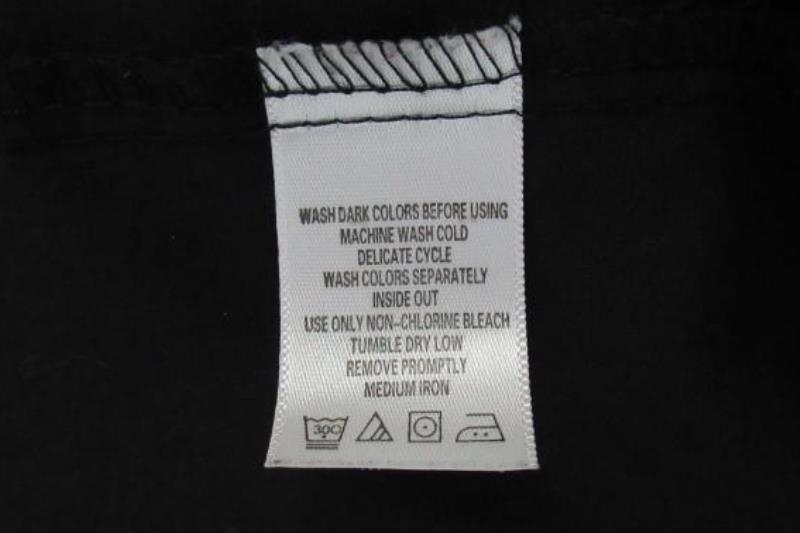 WASH DARK COLORS BEFORE USING
MACHINE WASH COLD
DELICATE CYCLE
WASH COLORS SEPARATELY
INSIDE OUT
USE ONLY NON-CHLORINE BLEACH
TUMBLE DRY LOW
REMOVE PROMPTLY
MEDIUM IRON
30C